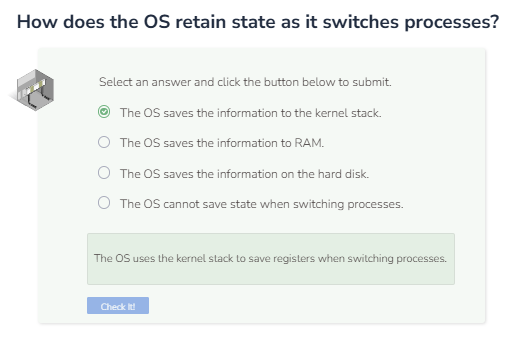 How does the OS retain state as it switches processes?
Select an answer and click the button below to submit.
The OS saves the information to the kernel stack.
The OS saves the information to RAM.
The OS saves the information on the hard disk.
The OS cannot save state when switching processes.
The OS uses the kernel stack to save registers when switching processes.
Check It!